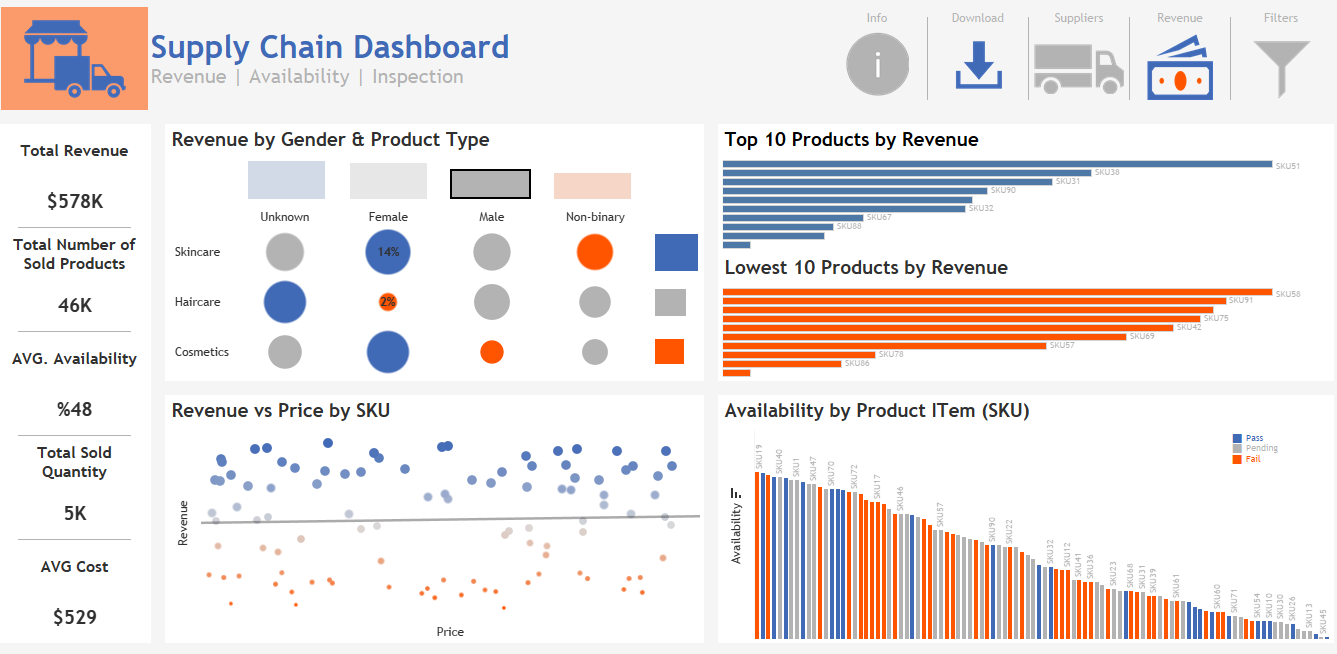 Supply Chain Dashboard
Revenue | Availability | Inspection
Info
Download
Suppliers
Revenue
Filters
i
Total Revenue
$578K
Total Number of
Sold Products
46K
AVG. Availability
%48
Total Sold
Quantity
5K
AVG Cost
$529
Revenue by Gender & Product Type
Unknown
Female
Male
Non-binary
Skincare
14%
Haircare
2%
Cosmetics
Top 10 Products by Revenue
SKU51
SKU38
SKU31
SKU90
SKU32
SKU67
SKU88
Lowest 10 Products by Revenue
SKU58
SKU91
SKU75
SKU42
SKU69
SKU57
SKU78
SKU86
Revenue vs Price by SKU
Revenue
Price
Availability by Product ITem (SKU)
Pass
Pending
Fail
Availability
SKU19
SKU40
SKU1
SKU47
SKU70
SKU72
SKU17
SKU46
SKU57
SKU90
SKU22
SKU32
SKU12
SKU41
SKU36
SKU23
SKU68
SKU31
SKU39
SKU61
SKU60
SKU71
SKU54
SKU10
SKU30
SKU26
SKU13
SKU45